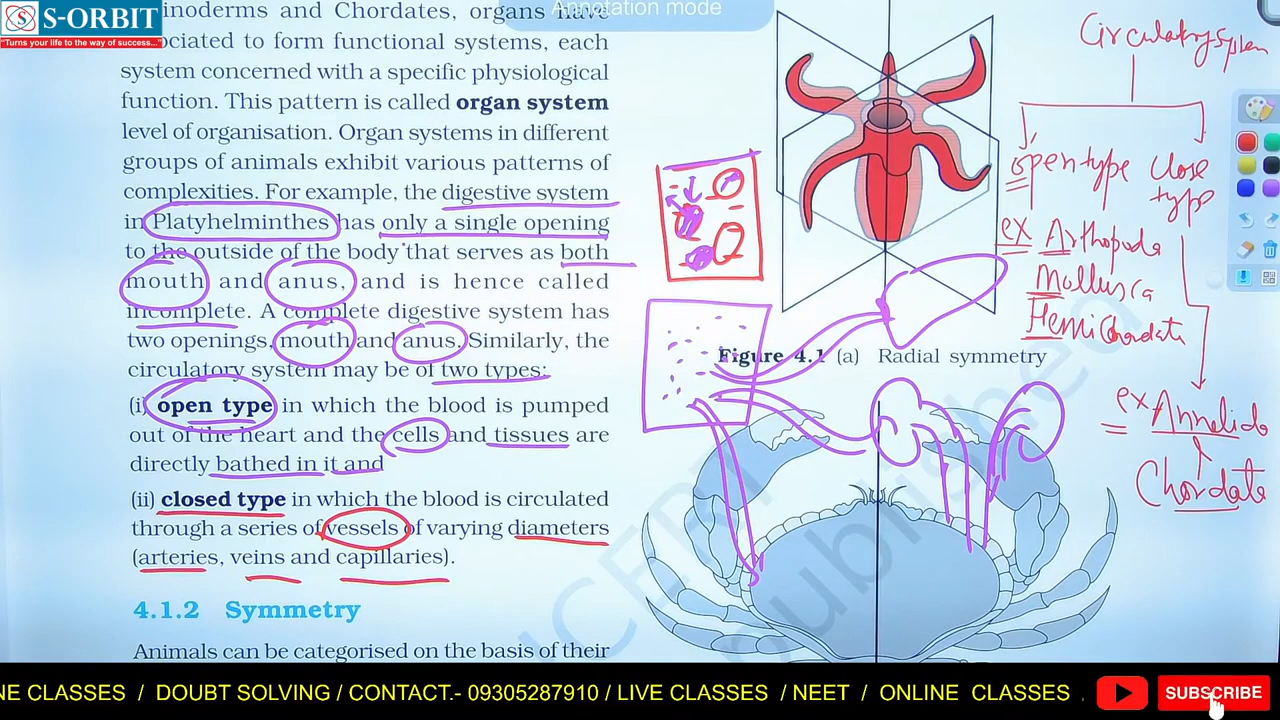 Annotation mode
S-ORBIT
"Turns your life to the way of success..."
inoderms and Chordates, organs have
ociated to form functional systems, each
system concerned with a specific physiological
function. This pattern is called organ system
level of organisation. Organ systems in different
groups of animals exhibit various patterns of
complexities. For example, the digestive system
in Platyhelminthes has only a single opening
to the outside of the body that serves as both
mouth and anus, and is hence called
incomplete. A complete digestive system has
two openings, mouth and anus. Similarly, the
circulatory system may be of two types:
(i) open type in which the blood is pumped
out of the heart and the cells and tissues are
directly bathed in it and
(ii) closed type in which the blood is circulated
through a series of vessels of varying diameters
(arteries, veins and capillaries).
4.1.2 Symmetry
Animals can be categorised on the basis of their
Figure 4.1 (a) Radial symmetry
Circulatory system
open type
Close
type
ex Arthopoda
Mollusca
Hemichordate
ex Annelida
Chordate
NCERT
published
NE CLASSES / DOUBT SOLVING / CONTACT.- 09305287910 / LIVE CLASSES / NEET / ONLINE CLASSES
SUBSCRIBE